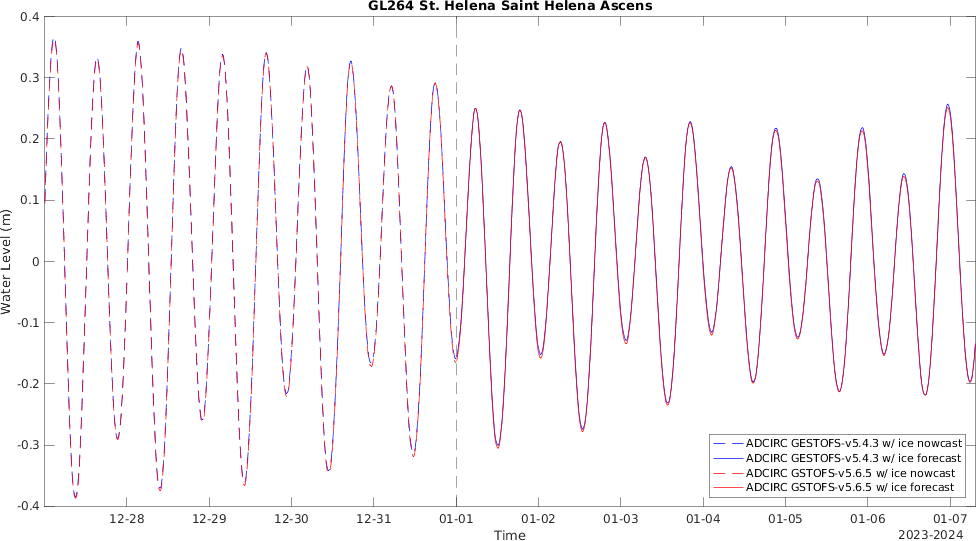 GL264 St. Helena Saint Helena Ascens
0.4
0.3
0.2
0.1
0
-0.1
-0.2
-0.3
-0.4
Water Level (m)
12-28 12-29 12-30 12-31 01-01 01-02 01-03 01-04 01-05 01-06 01-07
Time
2023-2024
ADCIRC GESTOFS-v5.4.3 w/ ice nowcast
ADCIRC GESTOFS-v5.4.3 w/ ice forecast
ADCIRC GSTOFS-v5.6.5 w/ ice nowcast
ADCIRC GSTOFS-v5.6.5 w/ ice forecast